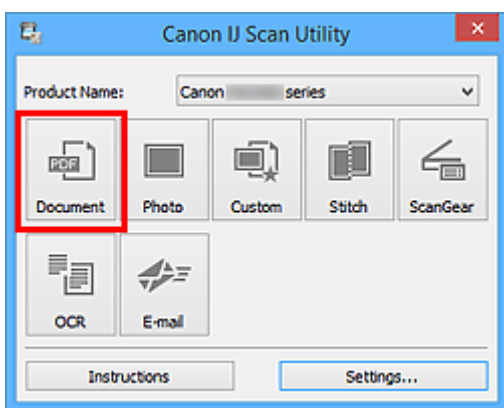 Canon IJ Scan Utility
Product Name: Canon series
PDF
Document Photo Custom Stitch ScanGear
OCR E-mail
Instructions Settings...